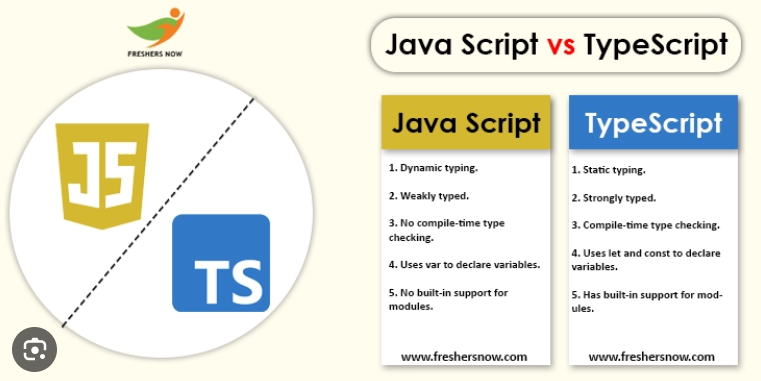 FRESHERS NOW
Java Script vs TypeScript
JS
TS
Java Script
1. Dynamic typing.
2. Weakly typed.
3. No compile-time type
checking.
4. Uses var to declare variables.
5. No built-in support for
modules.
www.freshersnow.com
TypeScript
1. Static typing.
2. Strongly typed.
3. Compile-time type checking.
4. Uses let and const to declare
variables.
5. Has built-in support for mod-
ules.
www.freshersnow.com